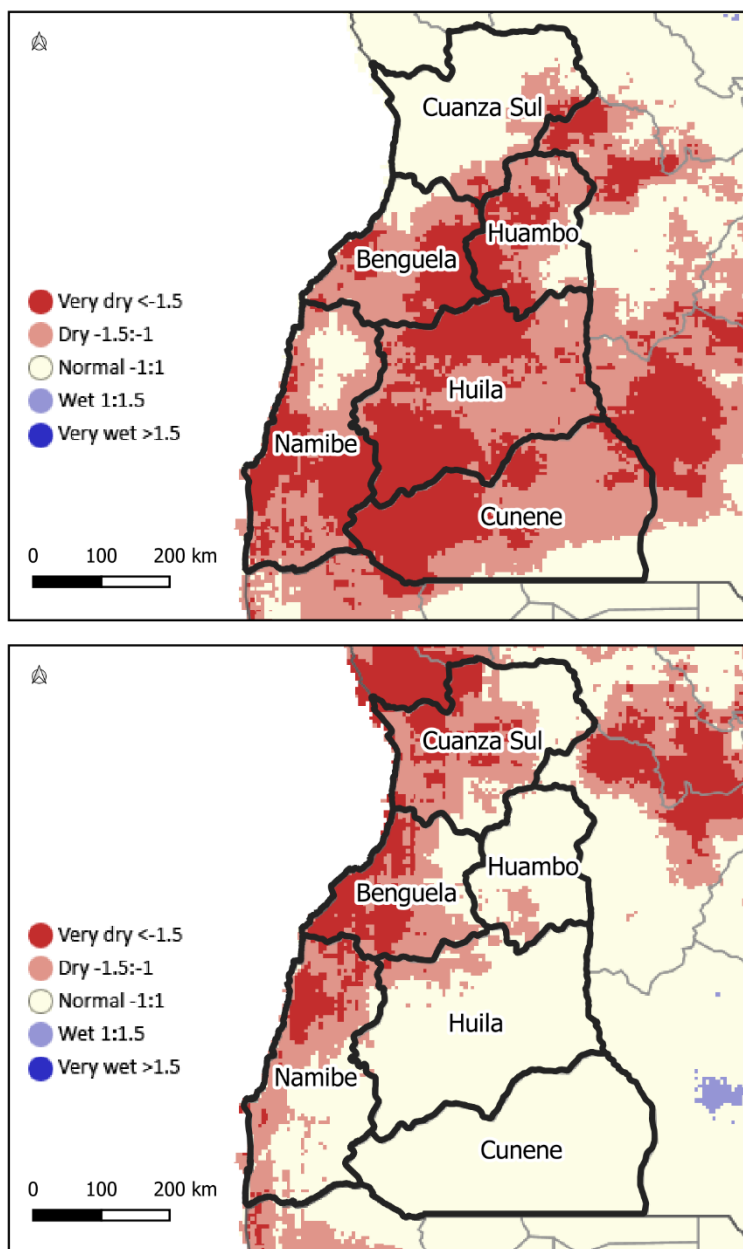 Cuanza Sul
Huambo
Benguela
Very dry <-1.5
Dry -1.5:-1
Normal -1:1
Wet 1:1.5
Very wet >1.5
Huila
Namibe
Cunene
0 100 200 km
Cuanza Sul
Huambo
Benguela
Very dry <-1.5
Dry -1.5:-1
Normal -1:1
Wet 1:1.5
Very wet >1.5
Huila
Namibe
Cunene
0 100 200 km